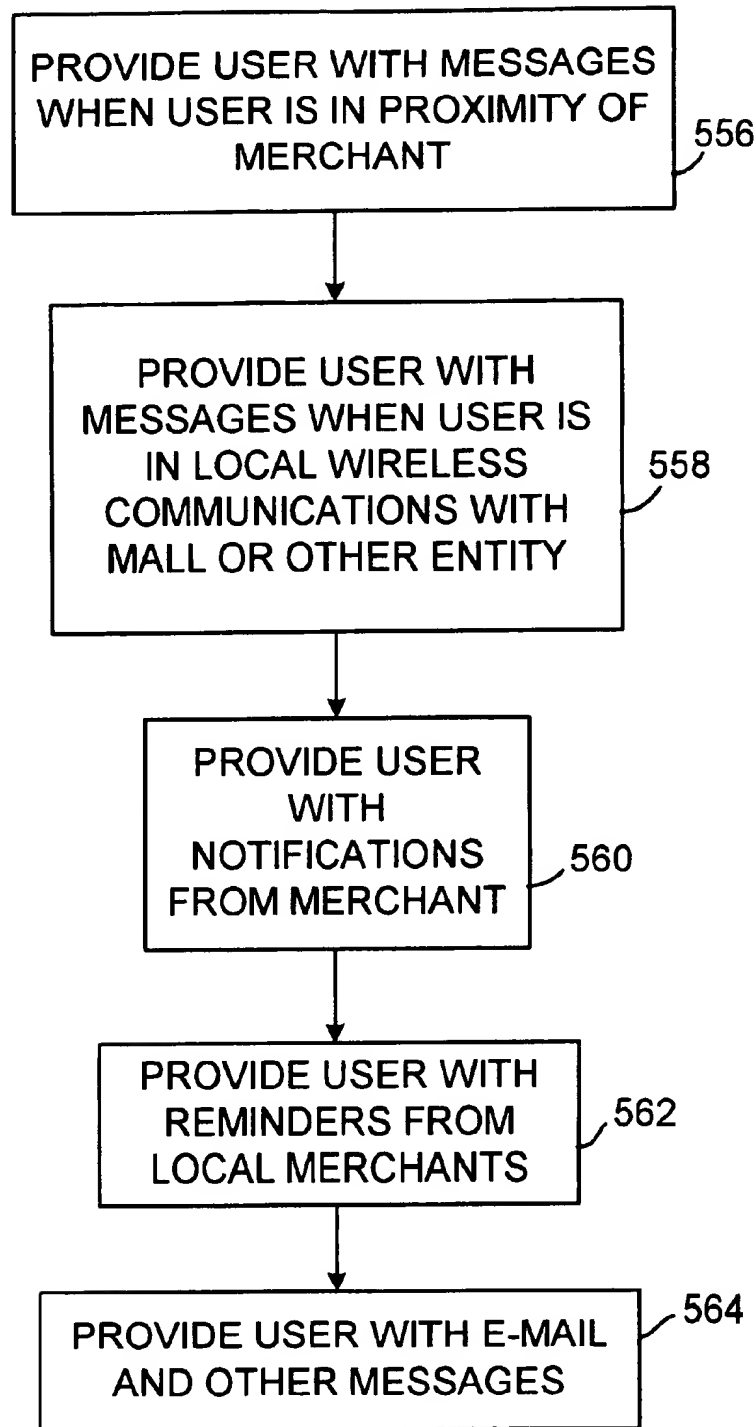 PROVIDE USER WITH MESSAGES
WHEN USER IS IN PROXIMITY OF
MERCHANT
556
PROVIDE USER WITH
MESSAGES WHEN USER IS
IN LOCAL WIRELESS
COMMUNICATIONS WITH
MALL OR OTHER ENTITY
558
PROVIDE USER
WITH
NOTIFICATIONS
FROM MERCHANT
560
PROVIDE USER WITH
REMINDERS FROM
LOCAL MERCHANTS
562
PROVIDE USER WITH E-MAIL
AND OTHER MESSAGES
564